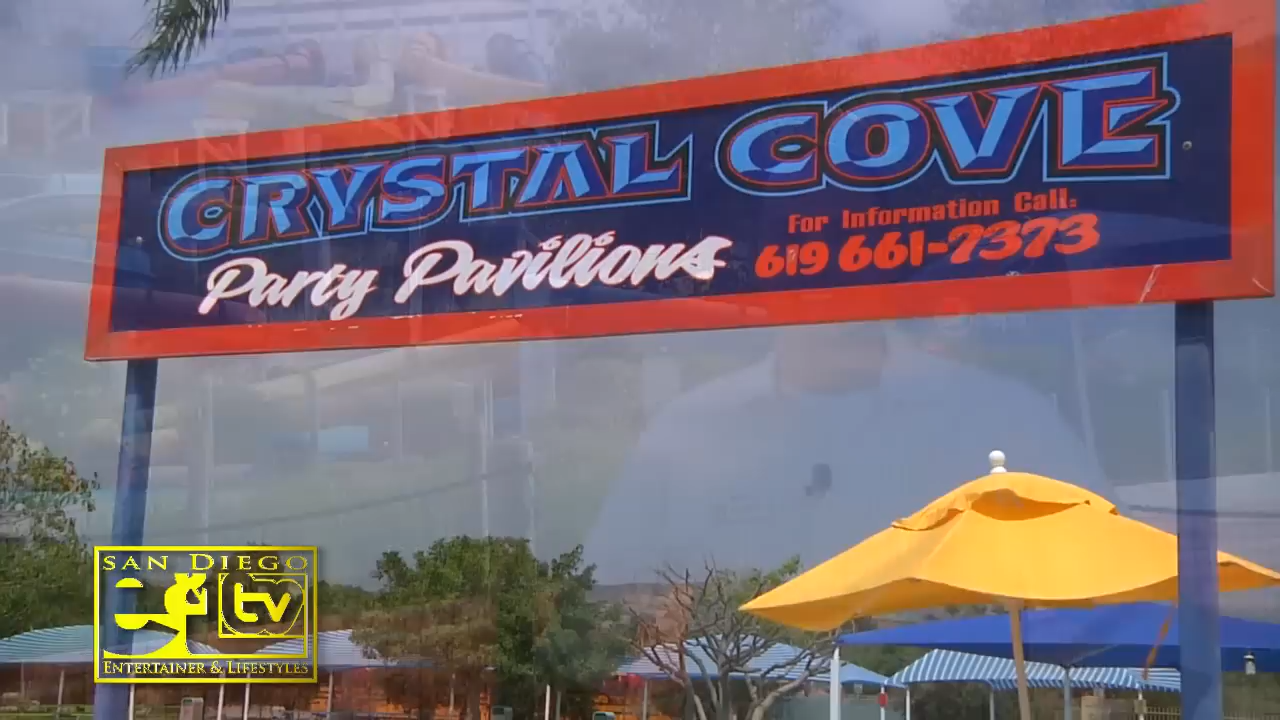 CRYSTAL COVE
Party Pavilions
For Information Call:
619 661-7373
SAN DIEGO
tv
ENTERTAINER & LIFESTYLES